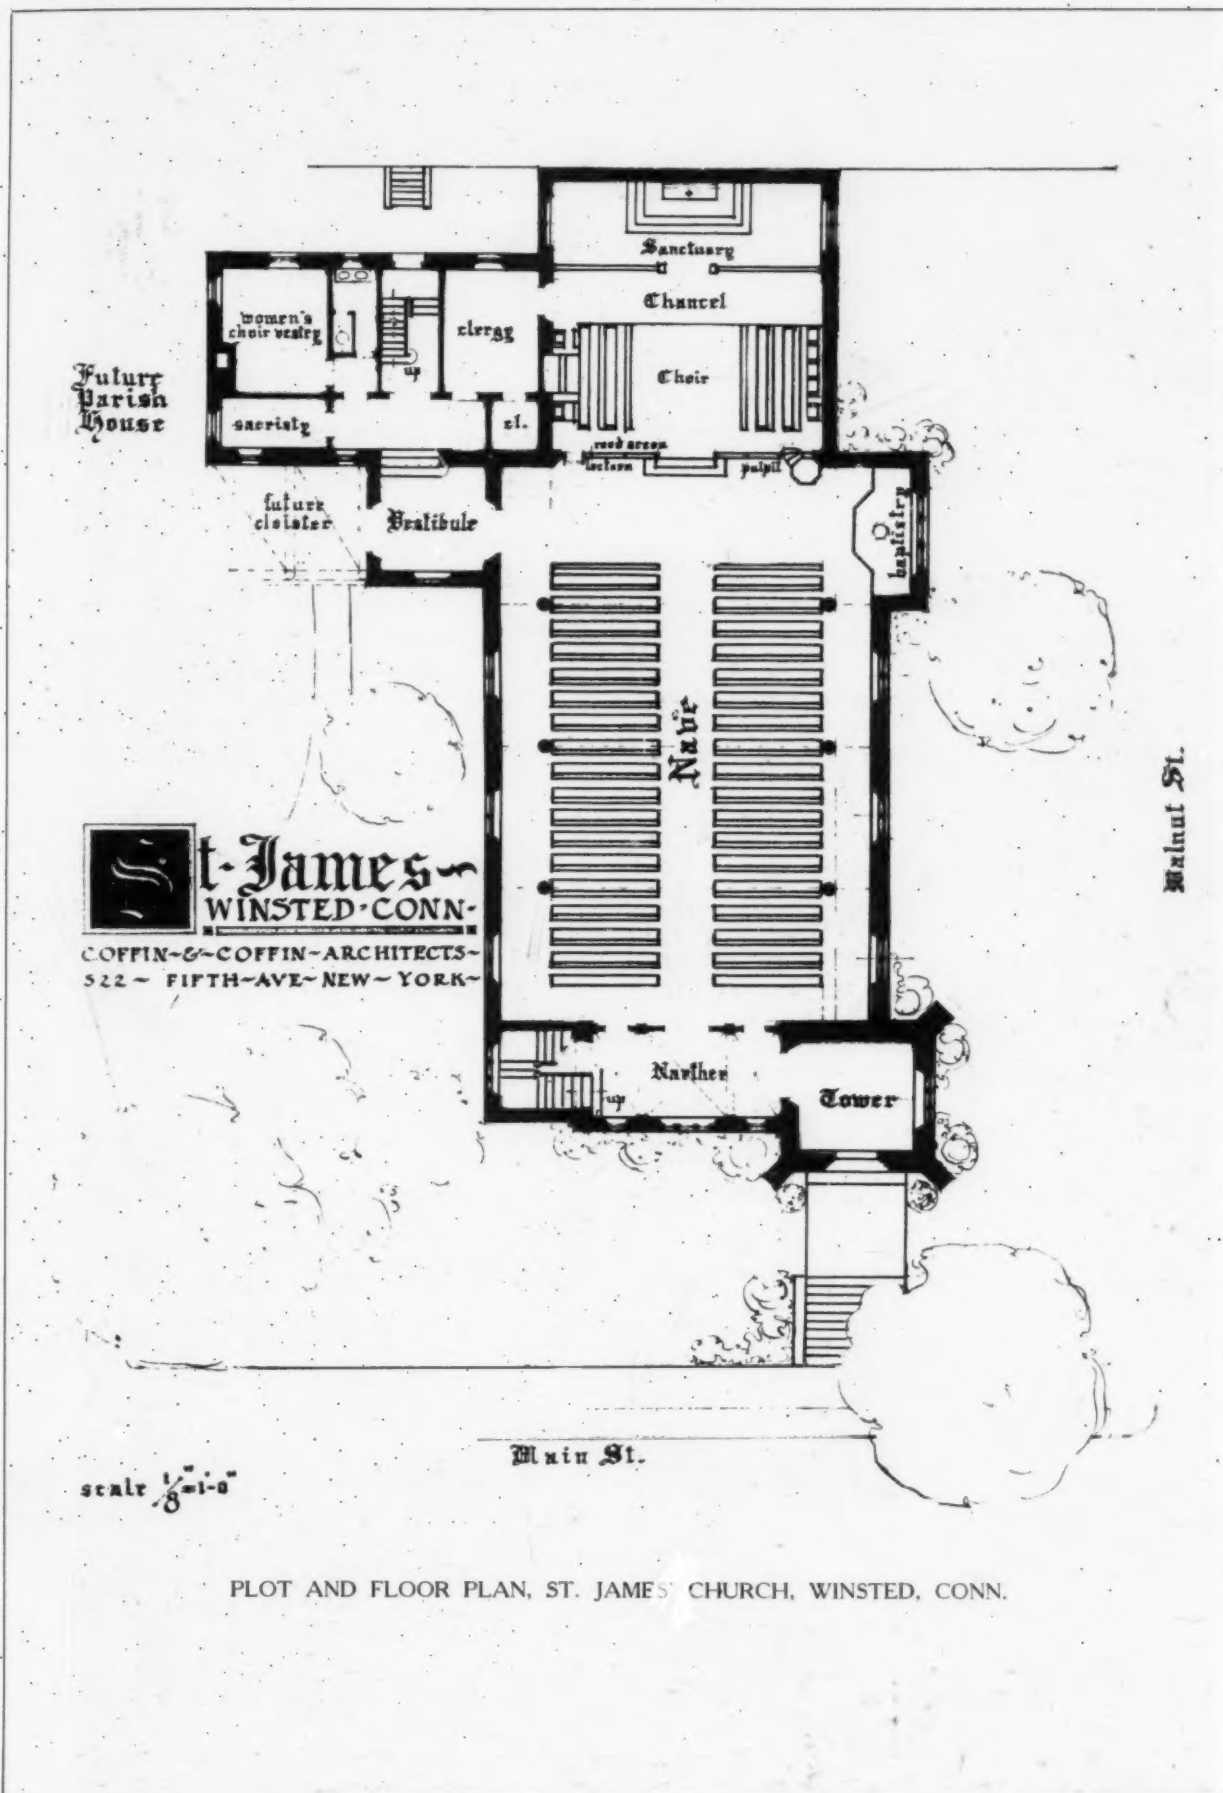 Sanctuary
Chancel
women's
choir vestry
clergy
up
Choir
Future
Parish
House
sacristy
cl.
rood screen
lectern
pulpit
future
cloister
Vestibule
baptistry
Nave
Walnut St.
St-James-
WINSTED·CONN·
COFFIN-&-COFFIN-ARCHITECTS-
522- FIFTH-AVE-NEW-YORK-
Narthex
up
Tower
Main St.
scale 1/8"=1'-0"
PLOT AND FLOOR PLAN, ST. JAMES' CHURCH, WINSTED, CONN.